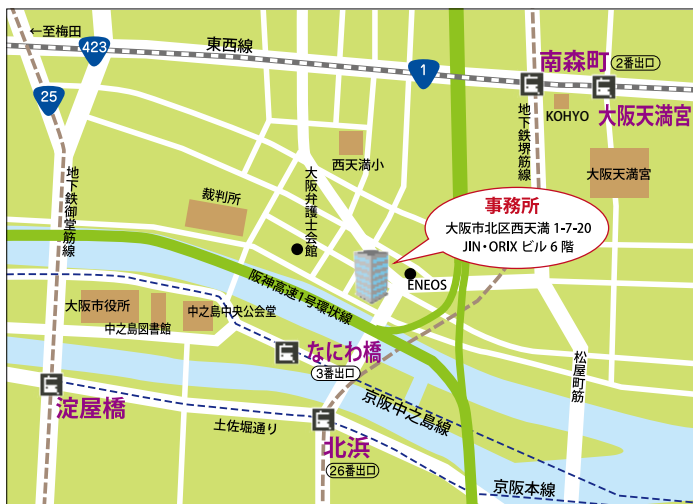 ←至梅田
423
東西線
1
南森町
2番出口
25
KOHYO
大阪天満宮
地下鉄堺筋線
西天満小
大阪天満宮
地下鉄御堂筋線
裁判所
大阪弁護士会館
事務所
大阪市北区西天満 1-7-20
JIN・ORIX ビル 6 階
ENEOS
阪神高速1号環状線
大阪市役所
中之島図書館
中之島中央公会堂
なにわ橋
3番出口
松屋町筋
淀屋橋
京阪中之島線
土佐堀通り
北浜
26番出口
京阪本線